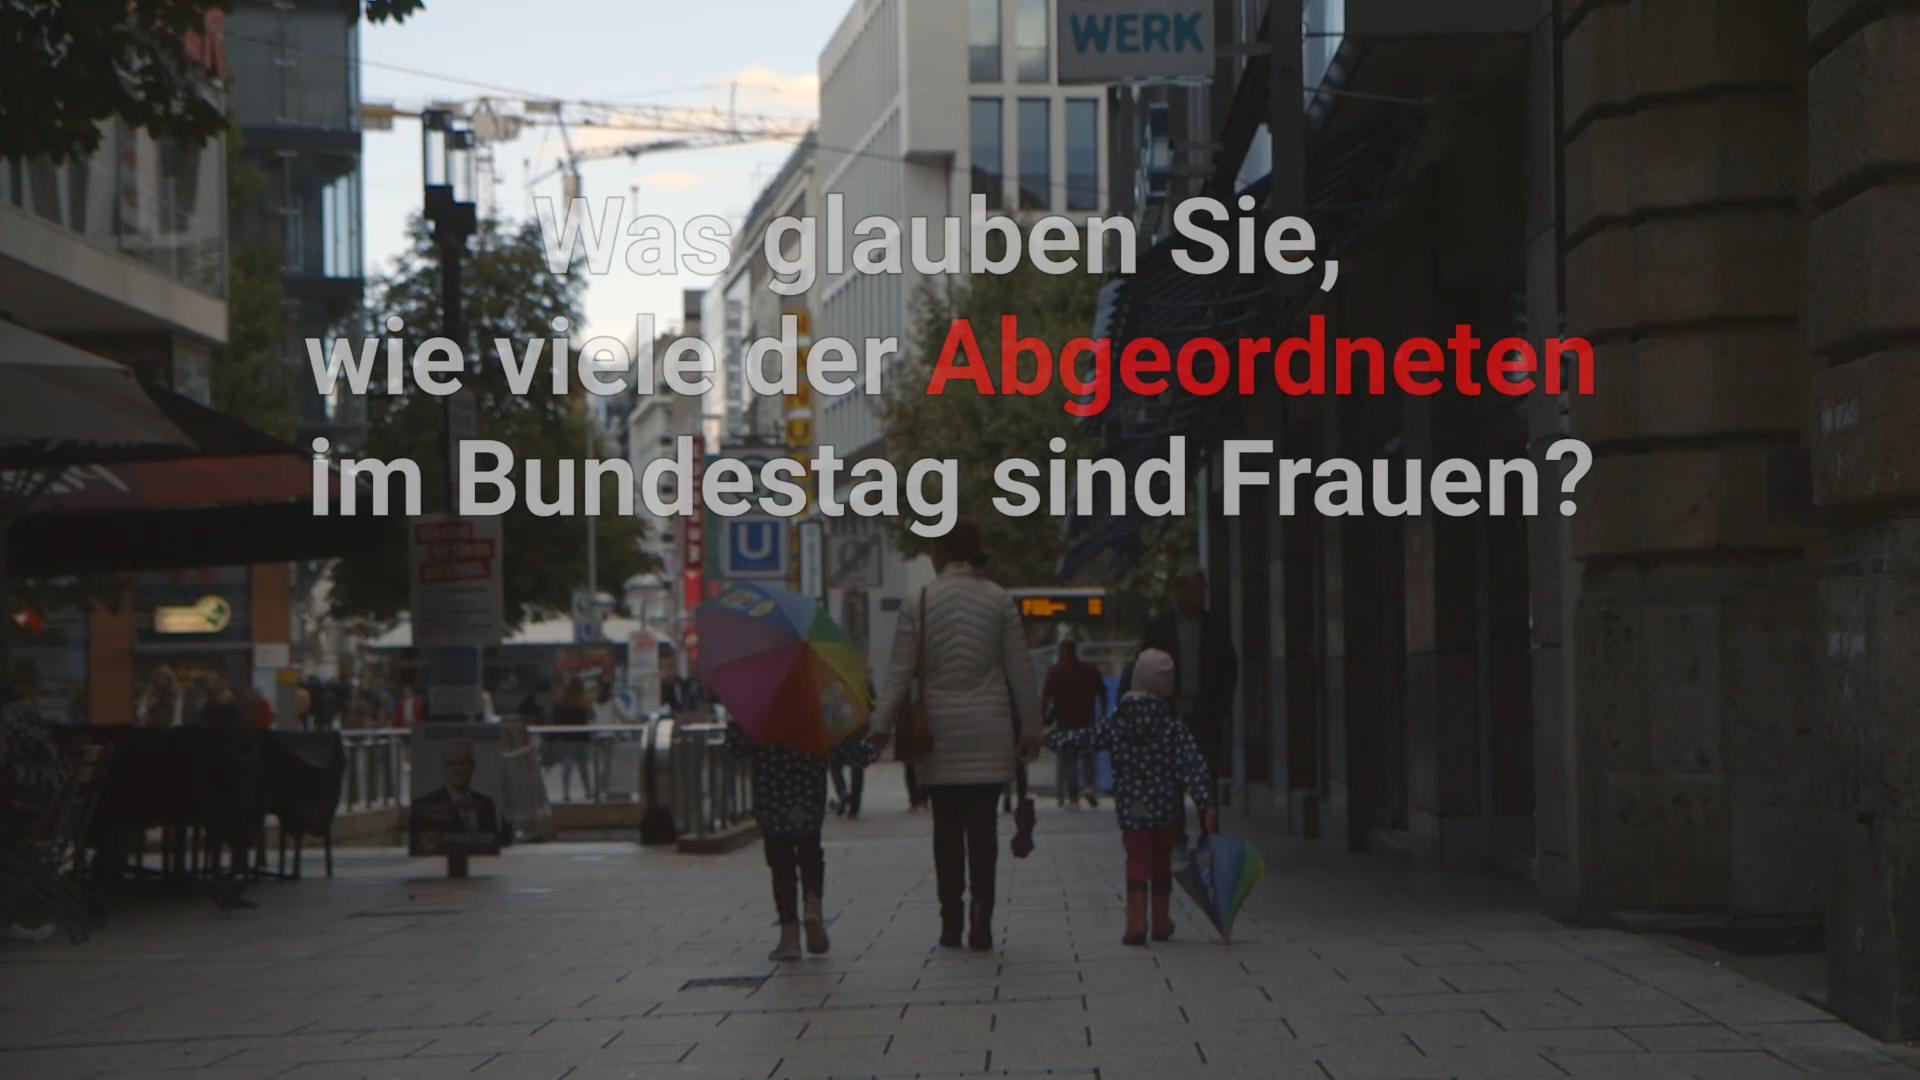 WERK
Was glauben Sie,
wie viele der Abgeordneten
im Bundestag sind Frauen?
U